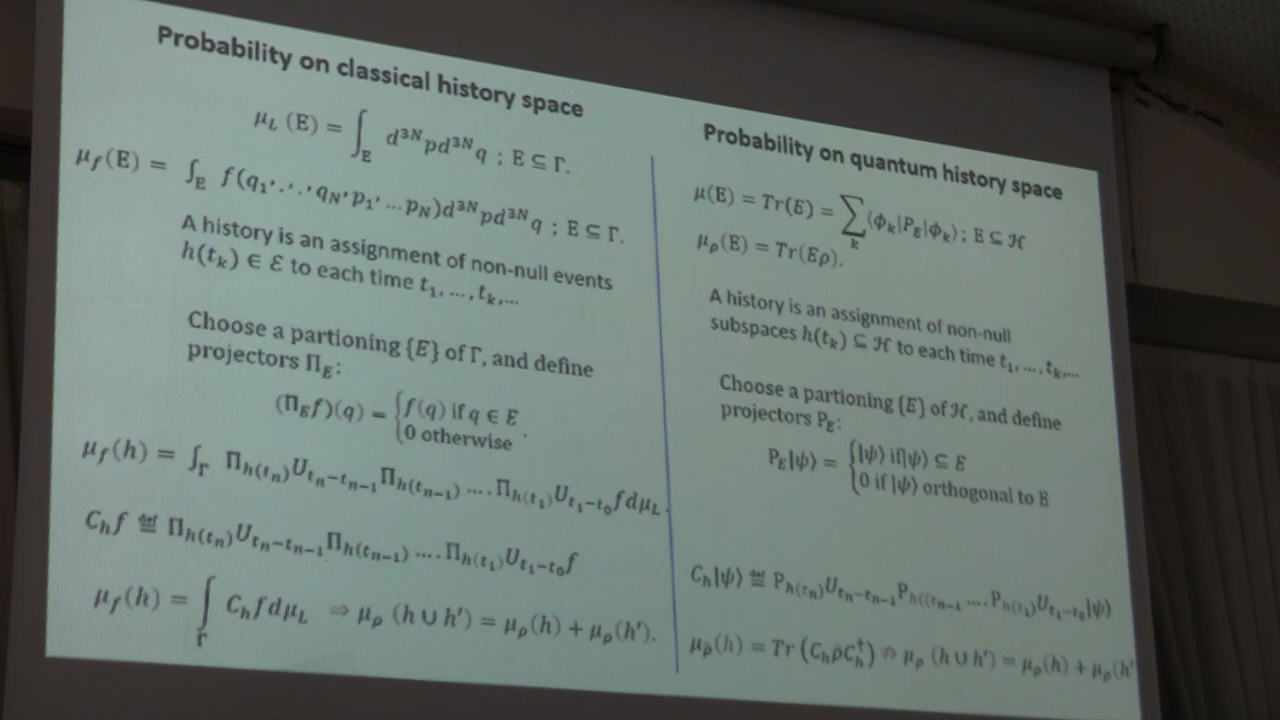 Probability on classical history space
μ_L (E) = ∫_E d^{3N}pd^{3N}q ; E ⊆ Γ.
μ_f(E) = ∫_E f(q_1,.,.,q_N,p_1, … p_N)d^{3N}pd^{3N}q ; E ⊆ Γ.
A history is an assignment of non-null events
h(t_k) ∈ ℰ to each time t_1, …, t_k,…
Choose a partioning {E} of Γ, and define
projectors Π_E:
(Π_E f)(q) = {f(q) if q ∈ E
0 otherwise .
μ_f(h) = ∫_Γ Π_{h(t_n)}U_{t_n−t_{n−1}}Π_{h(t_{n−1})} …. Π_{h(t_1)}U_{t_1−t_0}fdμ_L.
C_h f ≝ Π_{h(t_n)}U_{t_n−t_{n−1}}Π_{h(t_{n−1})} …. Π_{h(t_1)}U_{t_1−t_0}f
μ_f(h) = ∫_Γ C_h fdμ_L ⇒ μ_ρ (h ∪ h′) = μ_ρ(h) + μ_ρ(h′).
Probability on quantum history space
μ(E) = Tr(E) = ∑_k ⟨ϕ_k|P_E|ϕ_k⟩; E ⊆ ℋ
μ_ρ(E) = Tr(Eρ).
A history is an assignment of non-null
subspaces h(t_k) ⊆ ℋ to each time t_1, …, t_k,…
Choose a partioning {E} of ℋ, and define
projectors P_E:
P_E|ψ⟩ = {|ψ⟩ if|ψ⟩ ⊆ E
0 if |ψ⟩ orthogonal to E
C_h|ψ⟩ ≝ P_{h(t_n)}U_{t_n−t_{n−1}}P_{h((t_{n−1}} …. P_{h(t_1)}U_{t_1−t_0}|ψ⟩
μ_ρ(h) = Tr (C_hρC_h^†) ⇏ μ_ρ (h ∪ h′) = μ_ρ(h) + μ_ρ(h′